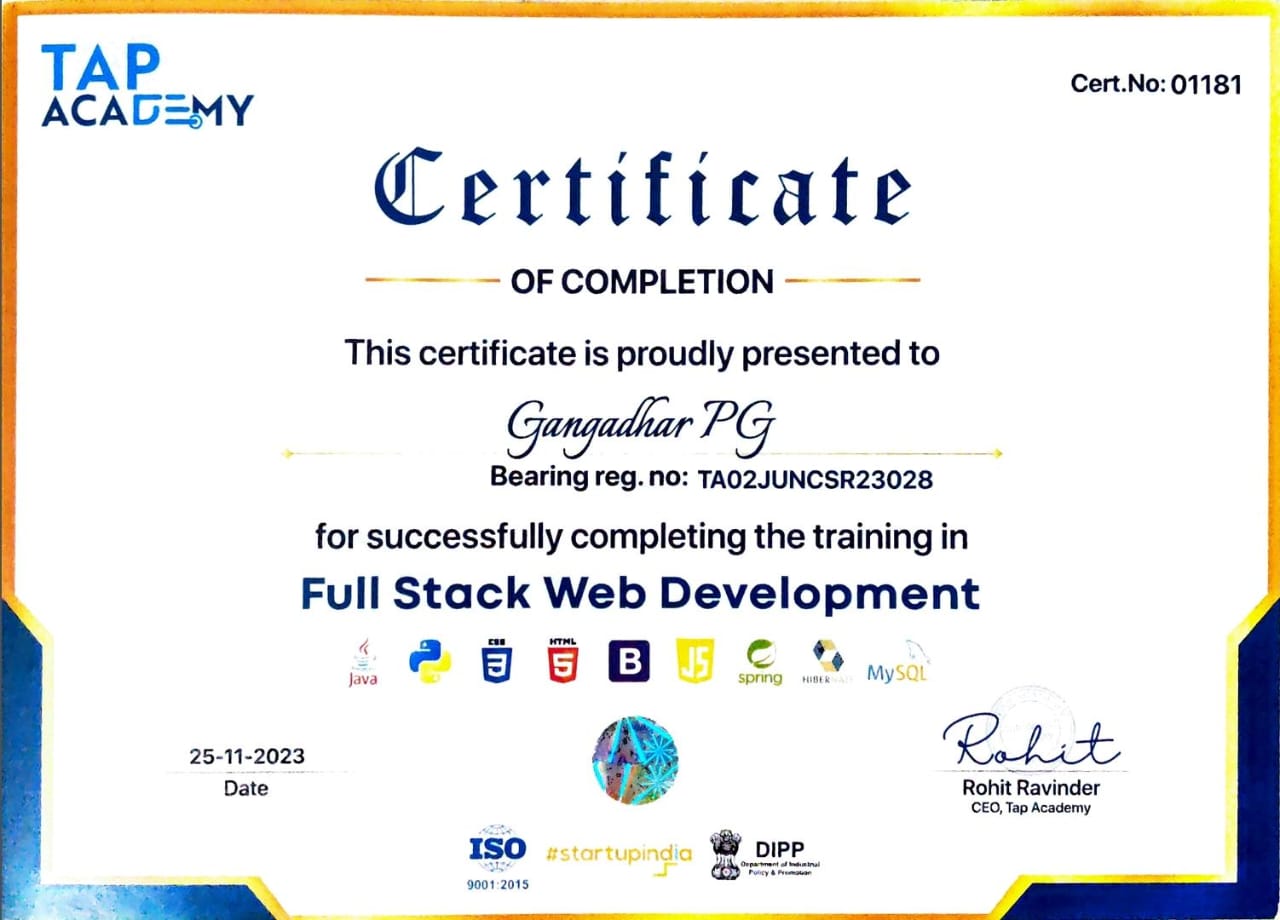 TAP
ACADEMY
Cert.No: 01181
Certificate
OF COMPLETION
This certificate is proudly presented to
Gangadhar PG
Bearing reg. no: TA02JUNCSR23028
for successfully completing the training in
Full Stack Web Development
Java
CSS
3
HTML
5
B
JS
spring
HIBERNATE
MySQL
25-11-2023
Date
Rohit
Rohit Ravinder
CEO, Tap Academy
ISO
9001:2015
#startupindia
DIPP
Department of Industrial
Policy & Promotion